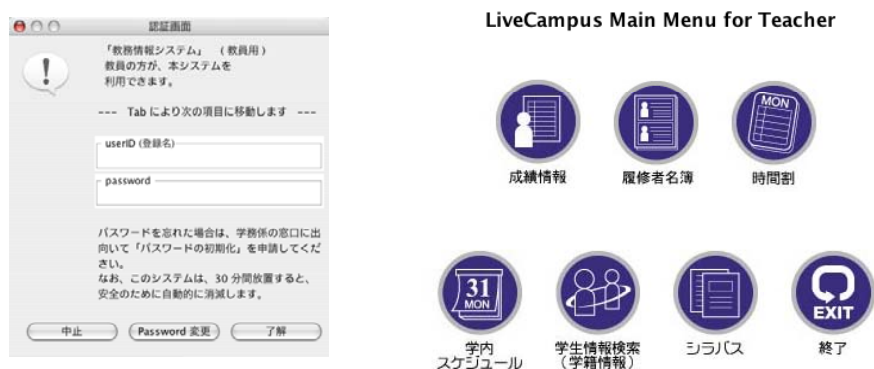 認証画面
「教務情報システム」 (教員用)
教員の方が、本システムを
利用できます。
--- Tab により次の項目に移動します ---
userID (登録名)
password
パスワードを忘れた場合は、学務係の窓口に出
向いて「パスワードの初期化」を申請してくだ
さい。
なお、このシステムは、30 分間放置すると、
安全のために自動的に消滅します。
中止
Password 変更
了解
LiveCampus Main Menu for Teacher
MON
成績情報
履修者名簿
時間割
31
MON
EXIT
学内
スケジュール
学生情報検索
(学籍情報)
シラバス
終了